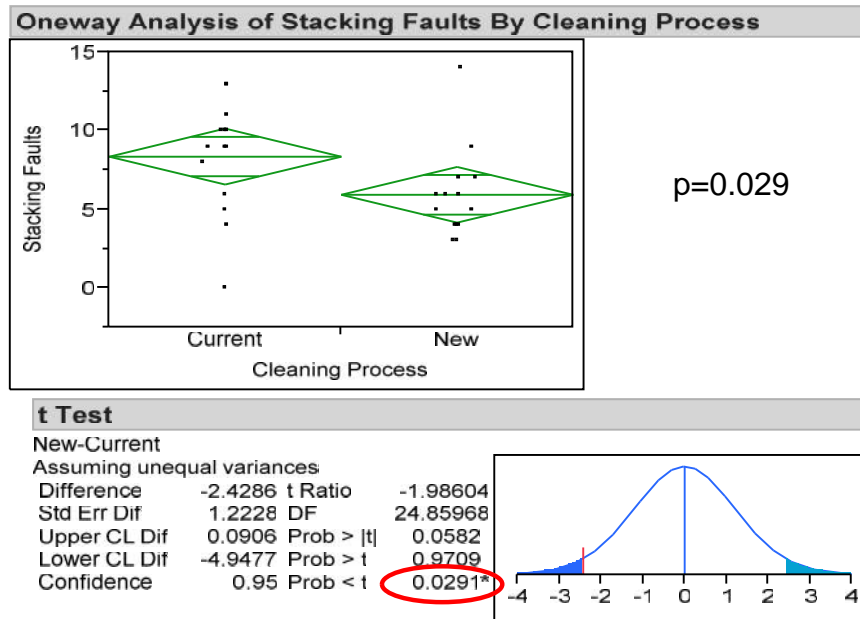 Oneway Analysis of Stacking Faults By Cleaning Process
15
10
5
0
Stacking Faults
Current New
Cleaning Process
p=0.029
t Test
New-Current
Assuming unequal variances
Difference -2.4286 t Ratio -1.98604
Std Err Dif 1.2228 DF 24.85968
Upper CL Dif 0.0906 Prob > |t| 0.0582
Lower CL Dif -4.9477 Prob > t 0.9709
Confidence 0.95 Prob < t 0.0291*
-4 -3 -2 -1 0 1 2 3 4